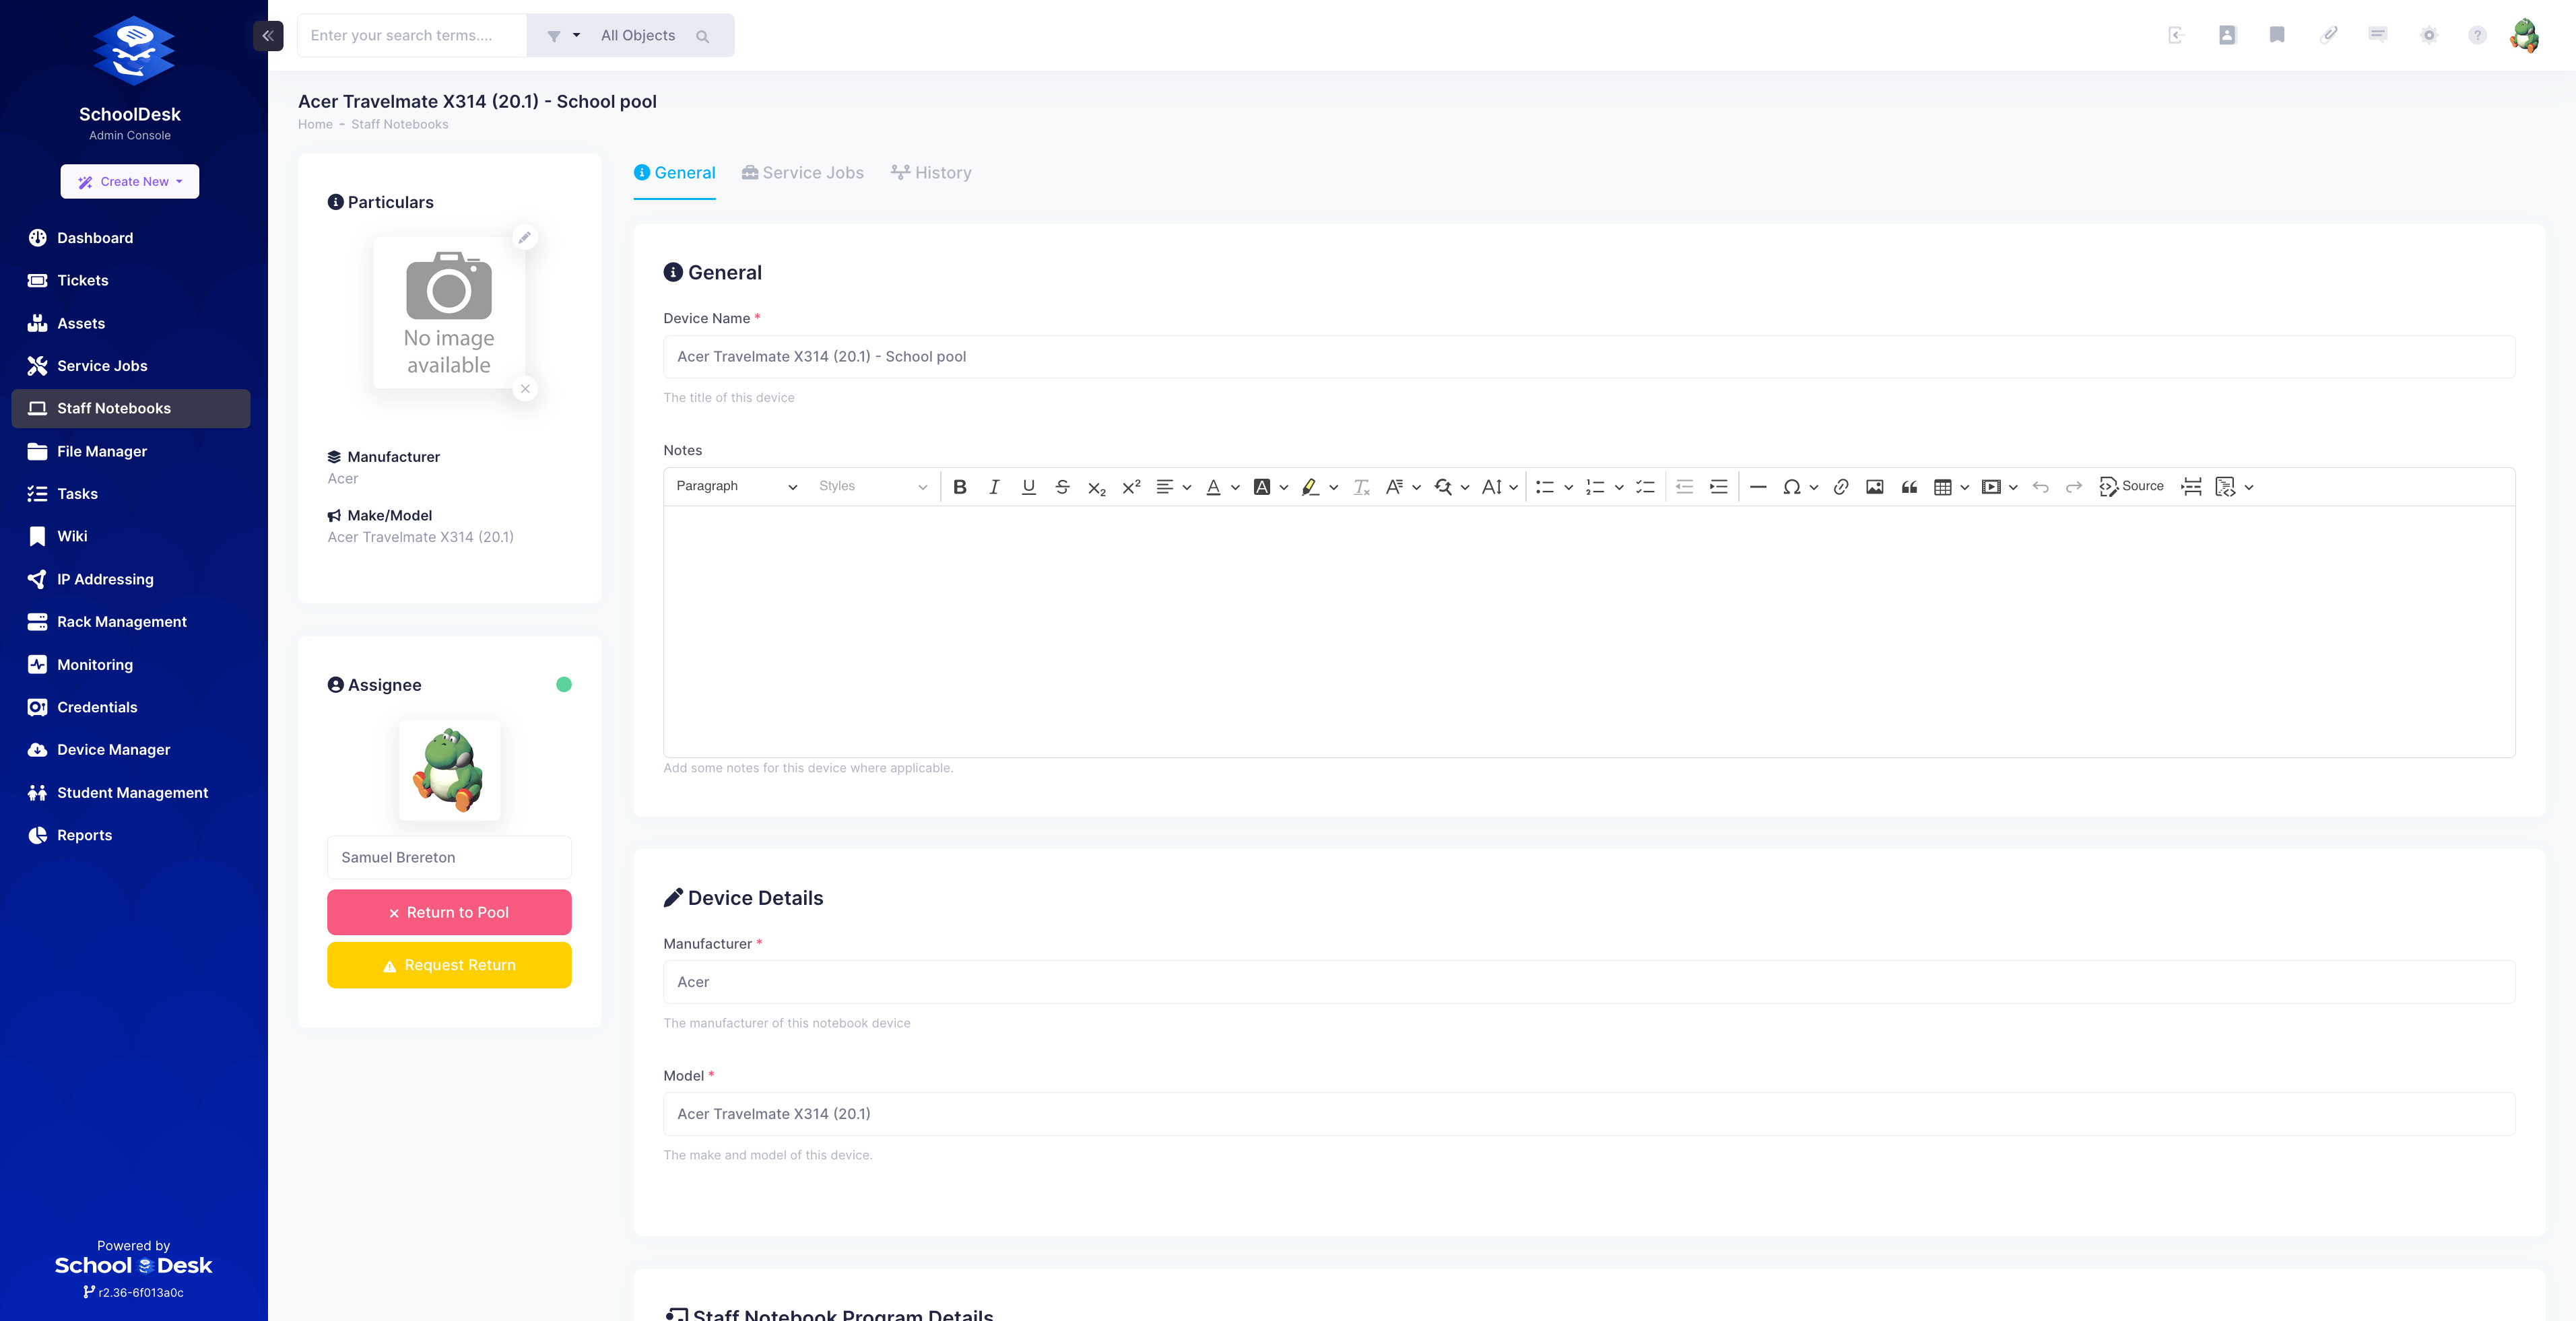 SchoolDesk
Admin Console
Create New
Dashboard
Tickets
Assets
Service Jobs
Staff Notebooks
File Manager
Tasks
Wiki
IP Addressing
Rack Management
Monitoring
Credentials
Device Manager
Student Management
Reports
Powered by
School Desk
r2.36-6f013a0c
Enter your search terms....
All Objects
Acer Travelmate X314 (20.1) - School pool
Home - Staff Notebooks
Particulars
No image
available
Manufacturer
Acer
Make/Model
Acer Travelmate X314 (20.1)
Assignee
Samuel Brereton
Return to Pool
Request Return
General Service Jobs History
General
Device Name *
Acer Travelmate X314 (20.1) - School pool
The title of this device
Notes
Paragraph Styles Source
Add some notes for this device where applicable.
Device Details
Manufacturer *
Acer
The manufacturer of this notebook device
Model *
Acer Travelmate X314 (20.1)
The make and model of this device.
Staff Notebook Program Details